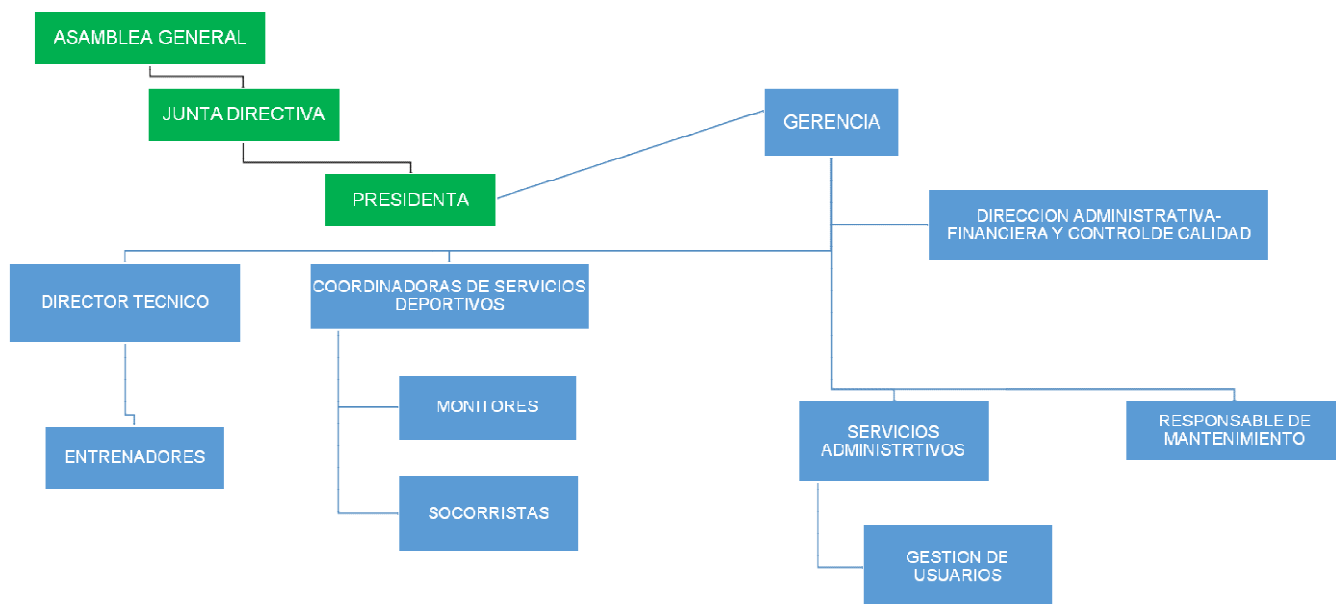 ASAMBLEA GENERAL
JUNTA DIRECTIVA
GERENCIA
PRESIDENTA
DIRECCION ADMINISTRATIVA-
FINANCIERA Y CONTROLDE CALIDAD
DIRECTOR TECNICO
COORDINADORAS DE SERVICIOS
DEPORTIVOS
MONITORES
SERVICIOS
ADMINISTRTIVOS
RESPONSABLE DE
MANTENIMIENTO
ENTRENADORES
SOCORRISTAS
GESTION DE
USUARIOS